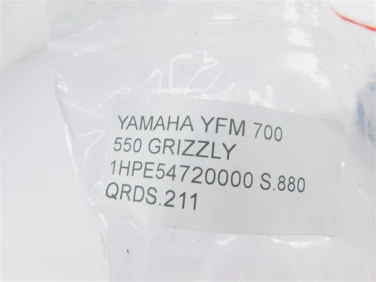 YAMAHA YFM 700
550 GRIZZLY
1HPE54720000 S.880
QRDS.211